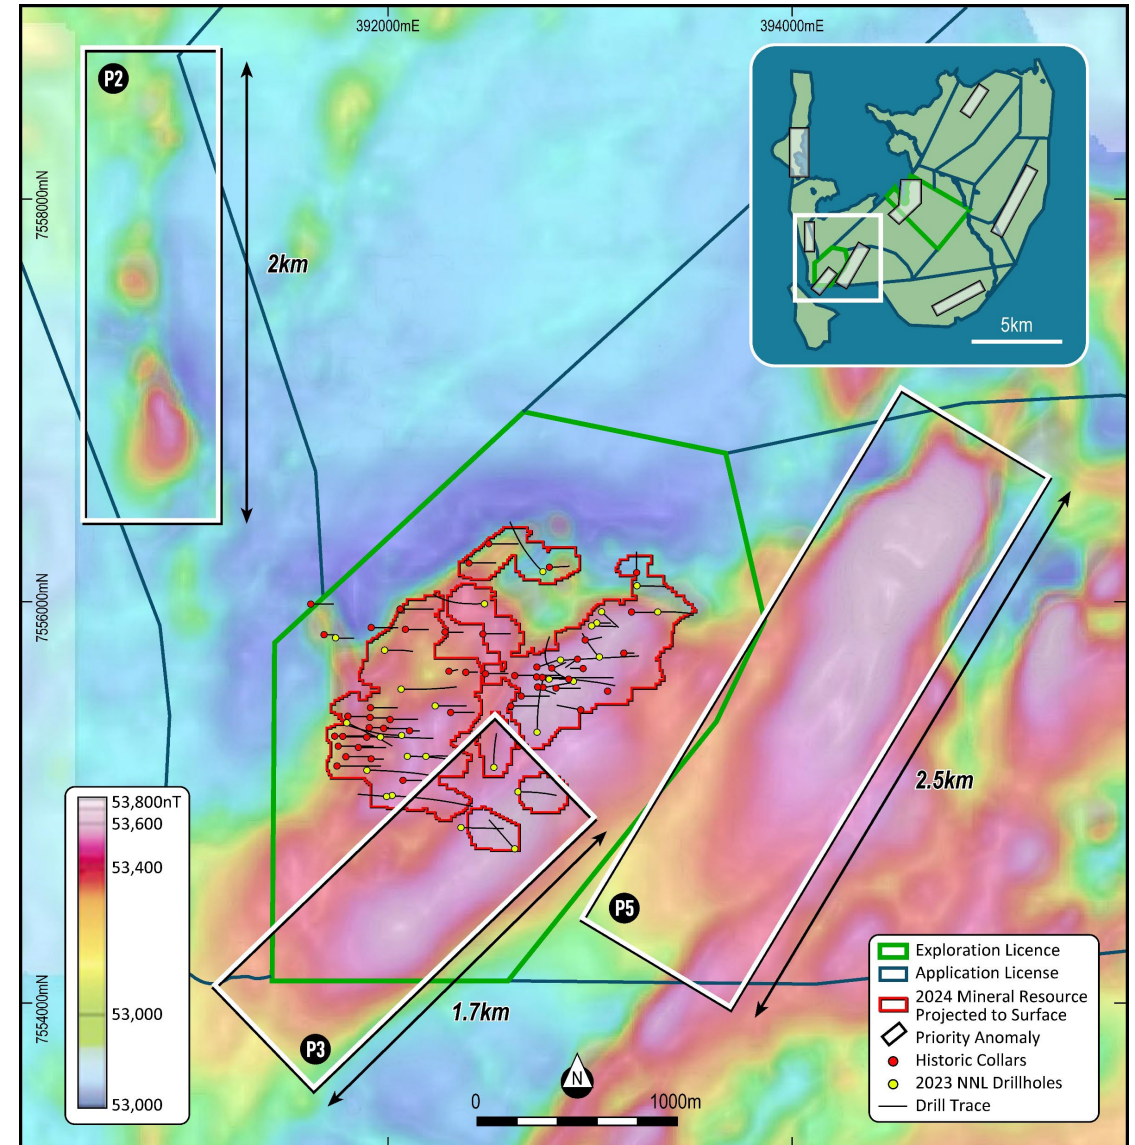 392000mE
394000mE
P2
7558000mN
2km
5km
7556000mN
2.5km
53,800nT
53,600
53,400
53,000
53,000
P5
1.7km
P3
7554000mN
N
0
1000m
Exploration Licence
Application License
2024 Mineral Resource
Projected to Surface
Priority Anomaly
Historic Collars
2023 NNL Drillholes
Drill Trace